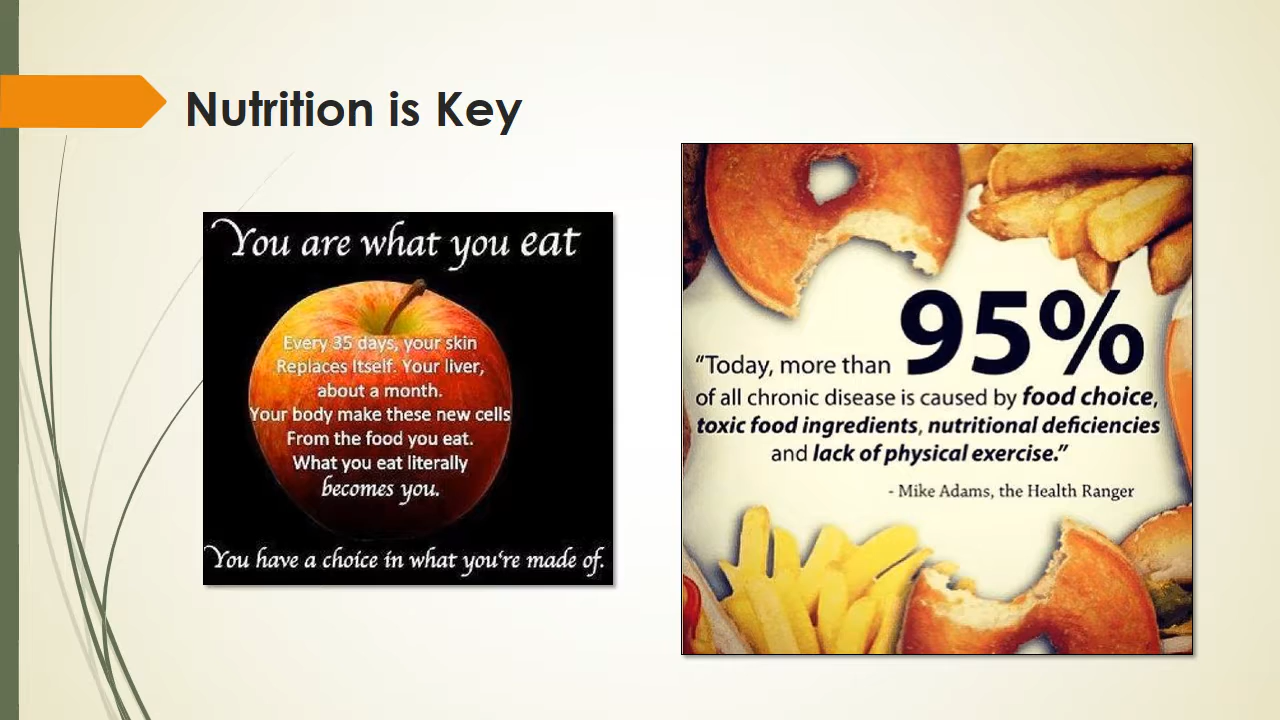 Nutrition is Key
You are what you eat
Every 35 days, your skin
Replaces Itself. Your liver,
about a month.
Your body make these new cells
From the food you eat.
What you eat literally
becomes you.
You have a choice in what you're made of.
“Today, more than 95%
of all chronic disease is caused by food choice,
toxic food ingredients, nutritional deficiencies
and lack of physical exercise.”
- Mike Adams, the Health Ranger